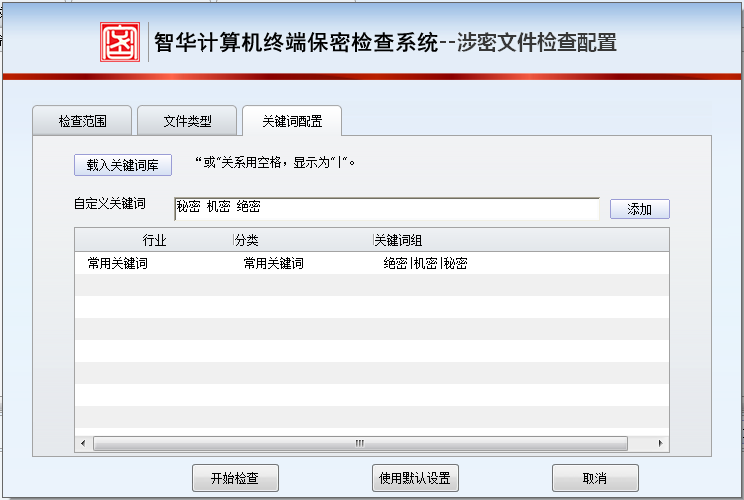 密
智华计算机终端保密检查系统--涉密文件检查配置
检查范围 文件类型 关键词配置
载入关键词库 “或”关系用空格，显示为"|"。
自定义关键词 秘密 机密 绝密 添加
行业 分类 关键词组
常用关键词 常用关键词 绝密|机密|秘密
开始检查 使用默认设置 取消